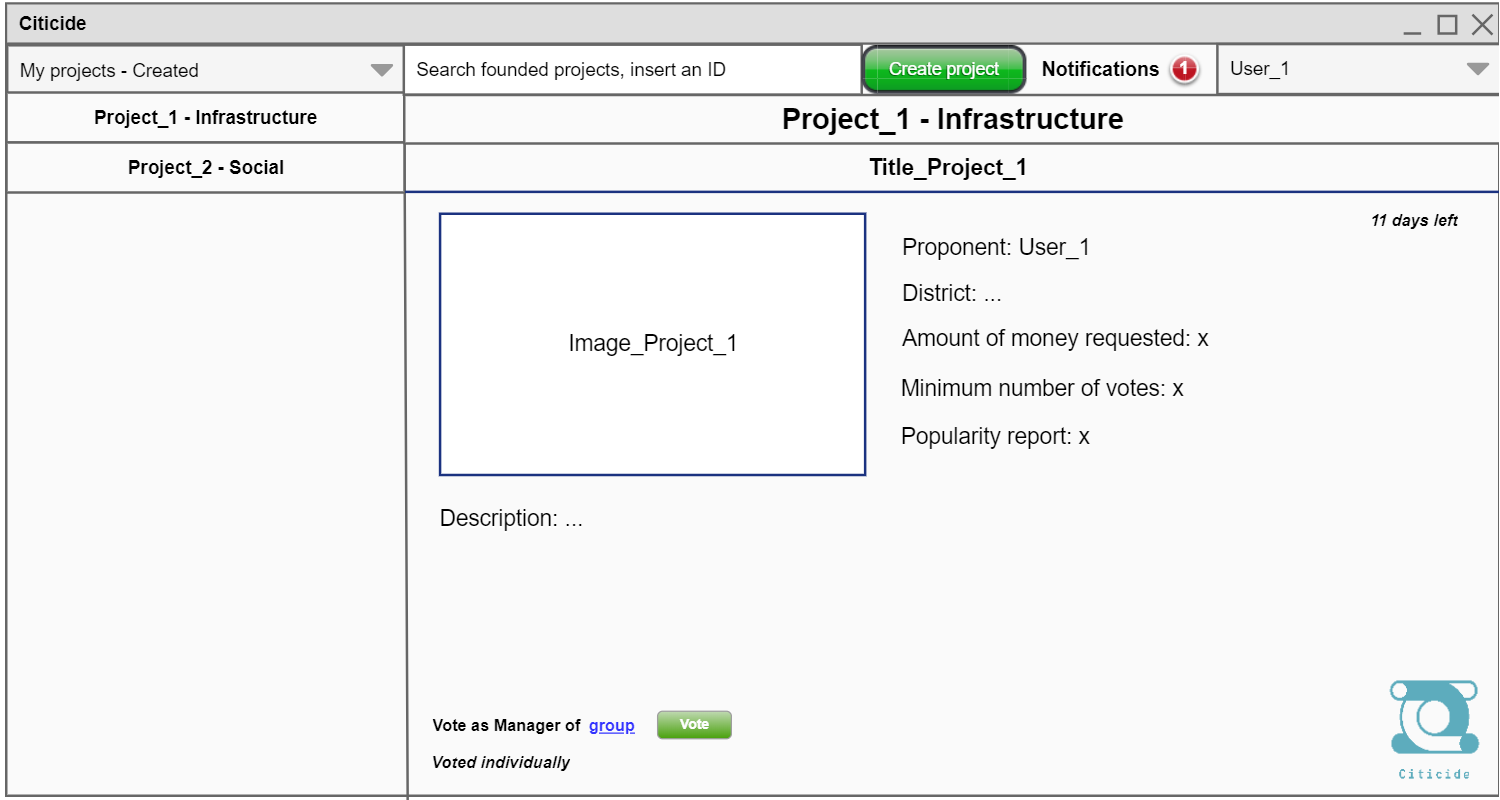 Citicide
My projects - Created
Search founded projects, insert an ID
Create project
Notifications 1
User_1
Project_1 - Infrastructure
Project_2 - Social
Project_1 - Infrastructure
Title_Project_1
11 days left
Image_Project_1
Proponent: User_1
District: ...
Amount of money requested: x
Minimum number of votes: x
Popularity report: x
Description: ...
Vote as Manager of group Vote
Voted individually
Citicide